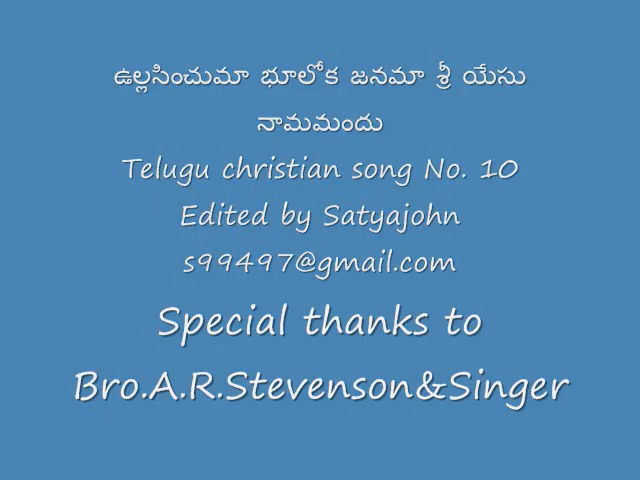 ఉల్లసించుమా భూలోక జనమా శ్రీ యేసు
నామమందు
Telugu christian song No. 10
Edited by Satyajohn
s99497@gmail.com
Special thanks to
Bro.A.R.Stevenson&Singer